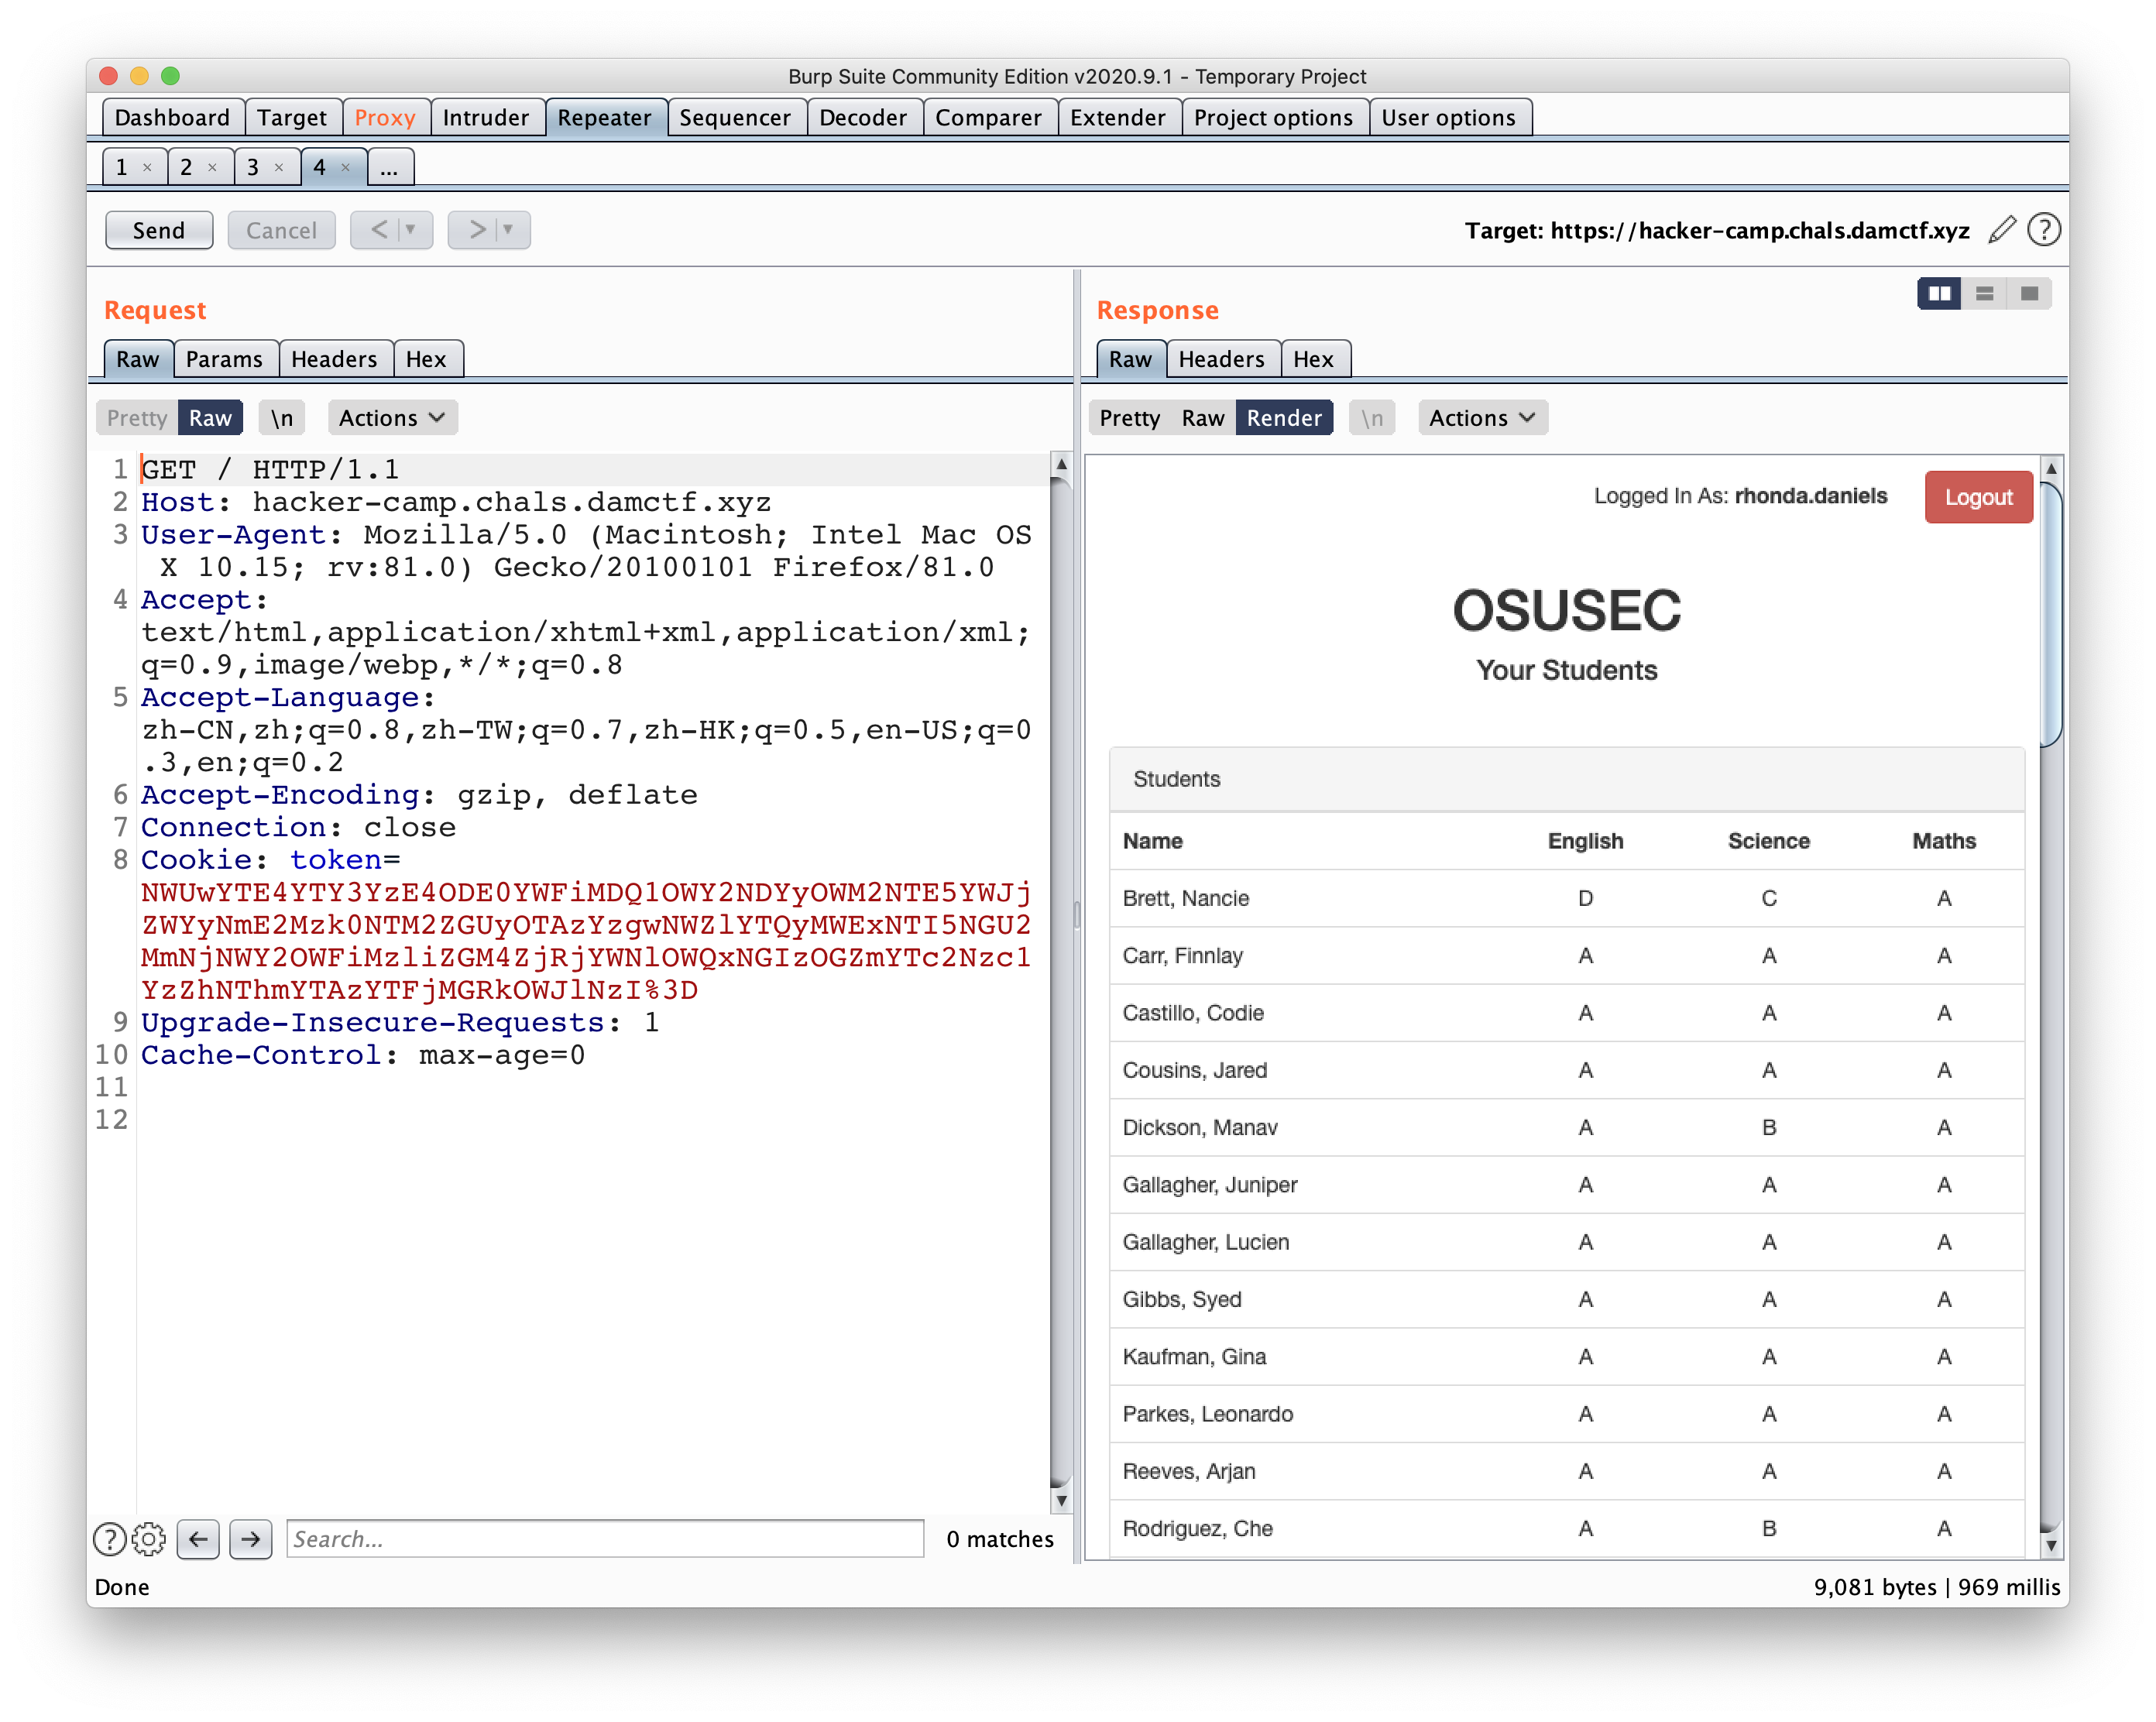 Burp Suite Community Edition v2020.9.1 - Temporary Project
Dashboard Target Proxy Intruder Repeater Sequencer Decoder Comparer Extender Project options User options
1 × 2 × 3 × 4 × ...
Send Cancel < > Target: https://hacker-camp.chals.damctf.xyz ?
Request
Raw Params Headers Hex
Pretty Raw \n Actions
1 GET / HTTP/1.1
2 Host: hacker-camp.chals.damctf.xyz
3 User-Agent: Mozilla/5.0 (Macintosh; Intel Mac OS
X 10.15; rv:81.0) Gecko/20100101 Firefox/81.0
4 Accept:
text/html,application/xhtml+xml,application/xml;
q=0.9,image/webp,*/*;q=0.8
5 Accept-Language:
zh-CN,zh;q=0.8,zh-TW;q=0.7,zh-HK;q=0.5,en-US;q=0
.3,en;q=0.2
6 Accept-Encoding: gzip, deflate
7 Connection: close
8 Cookie: token=
NWUwYTE4YTY3YzE4ODE0YWFiMDQ1OWY2NDYyOWM2NTE5YWJj
ZWYyNmE2Mzk0NTM2ZGUyOTAzYzgwNWZlYTQyMWExNTI5NGU2
MmNjNWY2OWFiMzliZGM4ZjRjYWNlOWQxNGIzOGZmYTc2Nzc1
YzZhNThmYTAzYTFjMGRkOWJlNzI%3D
9 Upgrade-Insecure-Requests: 1
10 Cache-Control: max-age=0
11
12
? Search... 0 matches
Response
Raw Headers Hex
Pretty Raw Render \n Actions
Logged In As: rhonda.daniels Logout
OSUSEC
Your Students
Students
Name English Science Maths
Brett, Nancie D C A
Carr, Finnlay A A A
Castillo, Codie A A A
Cousins, Jared A A A
Dickson, Manav A B A
Gallagher, Juniper A A A
Gallagher, Lucien A A A
Gibbs, Syed A A A
Kaufman, Gina A A A
Parkes, Leonardo A A A
Reeves, Arjan A A A
Rodriguez, Che A B A
Done 9,081 bytes | 969 millis